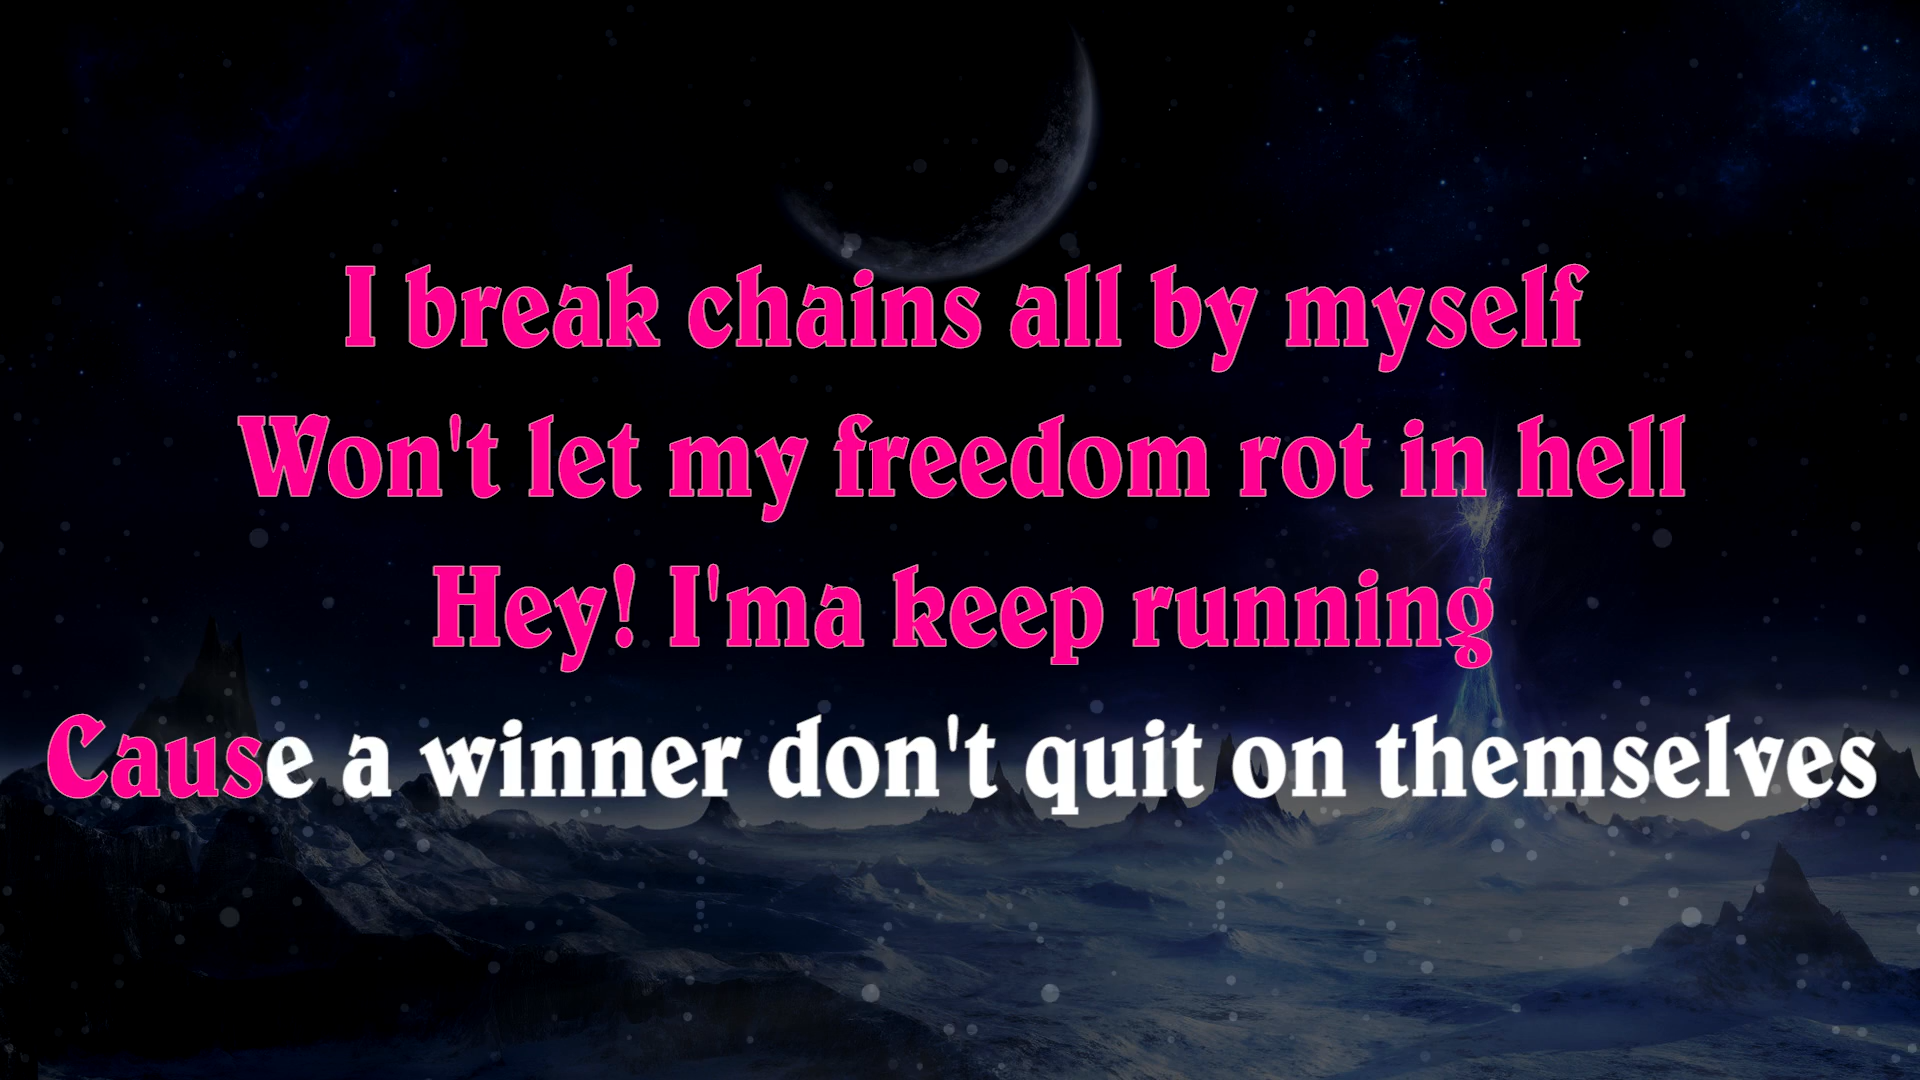 I break chains all by myself
Won't let my freedom rot in hell
Hey! I'ma keep running
Cause a winner don't quit on themselves